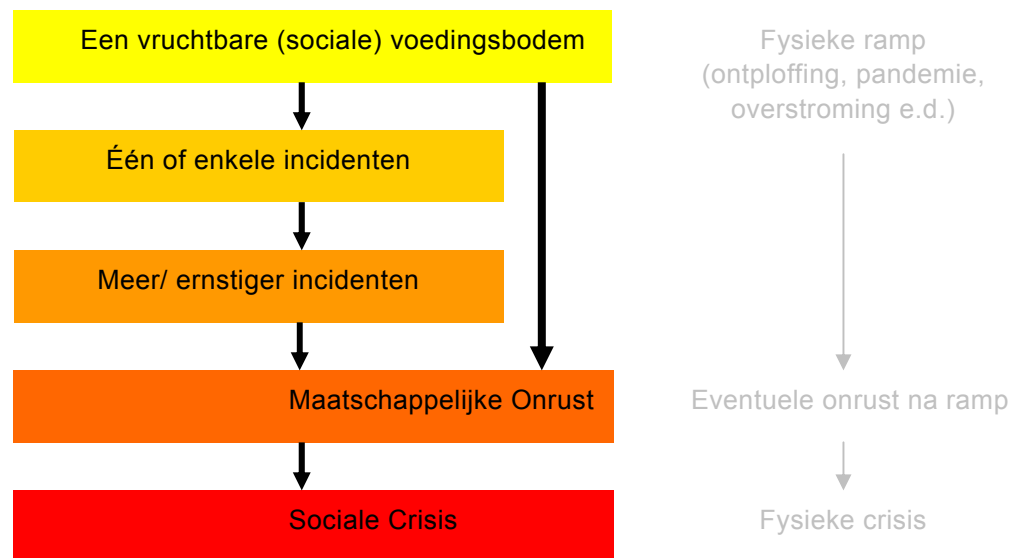 Een vruchtbare (sociale) voedingsbodem
Één of enkele incidenten
Meer/ ernstiger incidenten
Maatschappelijke Onrust
Sociale Crisis
Fysieke ramp
(ontploffing, pandemie,
overstroming e.d.)
Eventuele onrust na ramp
Fysieke crisis